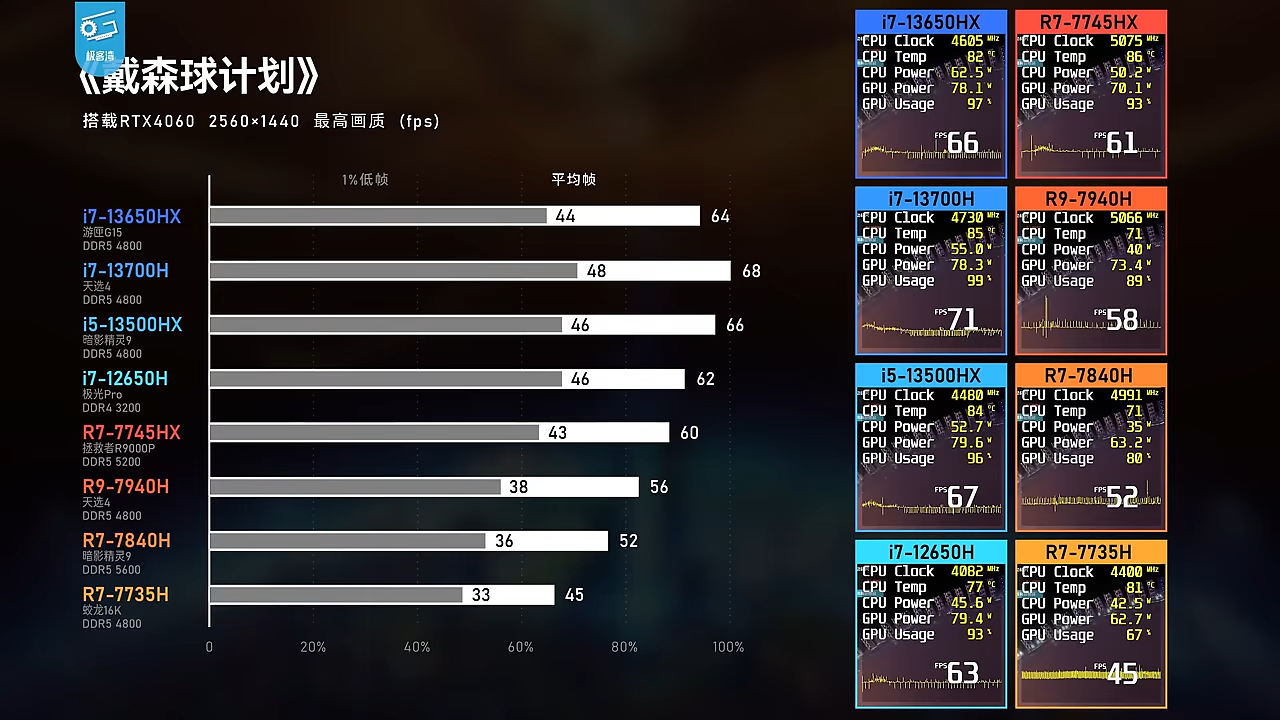 极客湾
《戴森球计划》
搭载RTX4060 2560×1440 最高画质 (fps)
1%低帧 平均帧
i7-13650HX 44 64
游匣G15
DDR5 4800
i7-13700H 48 68
天选4
DDR5 4800
i5-13500HX 46 66
暗影精灵9
DDR5 4800
i7-12650H 46 62
极光Pro
DDR4 3200
R7-7745HX 43 60
拯救者R9000P
DDR5 5200
R9-7940H 38 56
天选4
DDR5 4800
R7-7840H 36 52
暗影精灵9
DDR5 5600
R7-7735H 33 45
蛟龙16K
DDR5 4800
0 20% 40% 60% 80% 100%
i7-13650HX
CPU Clock 4605 MHz
CPU Temp 82 °C
CPU Power 62.5 W
GPU Power 78.1 W
GPU Usage 97 %
FPS 66
R7-7745HX
CPU Clock 5075 MHz
CPU Temp 86 °C
CPU Power 50.2 W
GPU Power 70.1 W
GPU Usage 93 %
FPS 61
i7-13700H
CPU Clock 4730 MHz
CPU Temp 85 °C
CPU Power 55.0 W
GPU Power 78.3 W
GPU Usage 99 %
FPS 71
R9-7940H
CPU Clock 5066 MHz
CPU Temp 71 °C
CPU Power 40 W
GPU Power 73.4 W
GPU Usage 89 %
FPS 58
i5-13500HX
CPU Clock 4480 MHz
CPU Temp 84 °C
CPU Power 52.7 W
GPU Power 79.6 W
GPU Usage 96 %
FPS 67
R7-7840H
CPU Clock 4991 MHz
CPU Temp 71 °C
CPU Power 35 W
GPU Power 63.2 W
GPU Usage 80 %
FPS 52
i7-12650H
CPU Clock 4082 MHz
CPU Temp 77 °C
CPU Power 45.6 W
GPU Power 79.4 W
GPU Usage 93 %
FPS 63
R7-7735H
CPU Clock 4400 MHz
CPU Temp 81 °C
CPU Power 42.5 W
GPU Power 62.7 W
GPU Usage 67 %
FPS 45